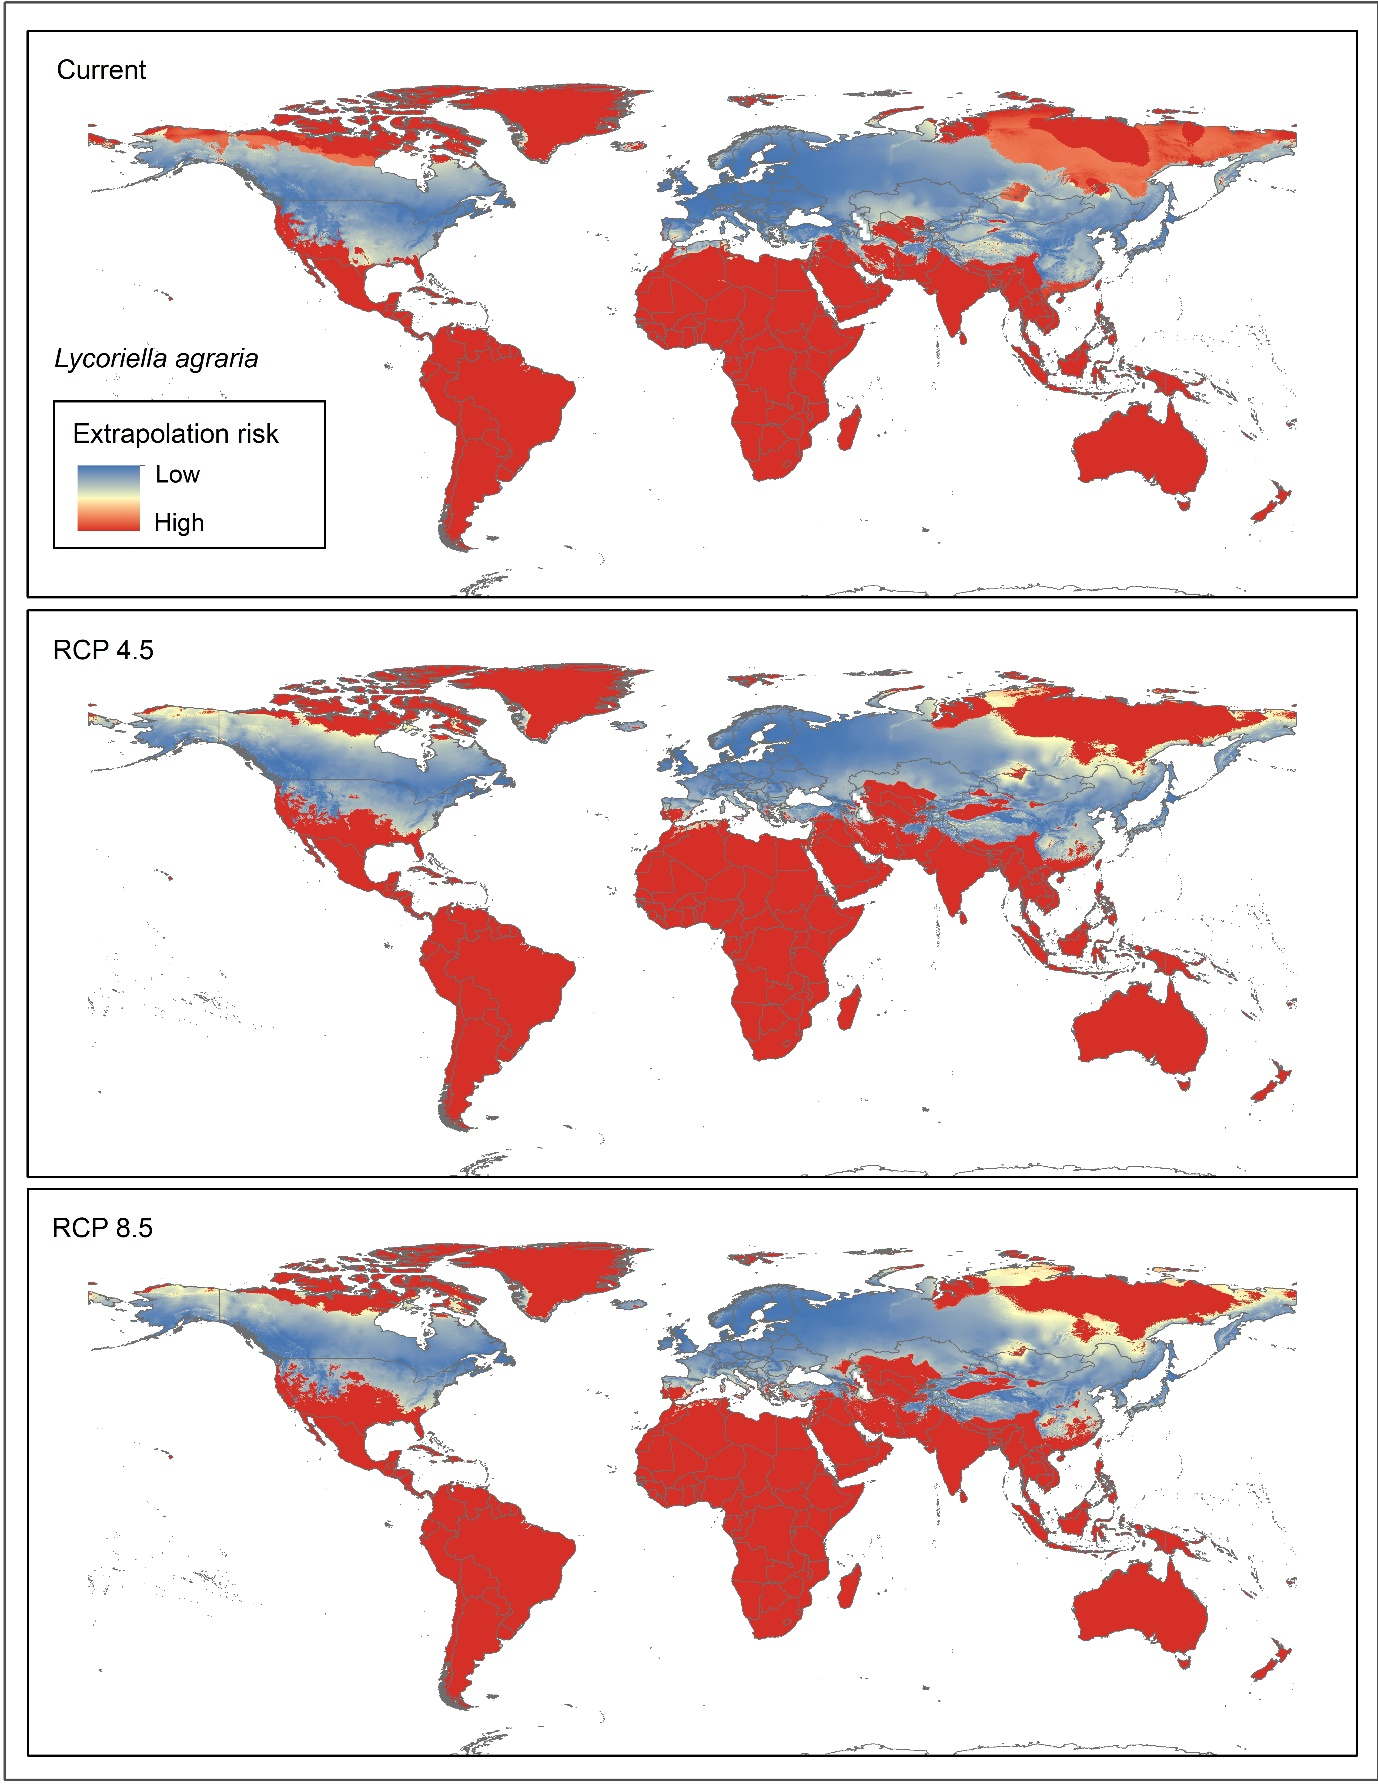 Current
Lycoriella agraria
Extrapolation risk
Low
High
RCP 4.5
RCP 8.5